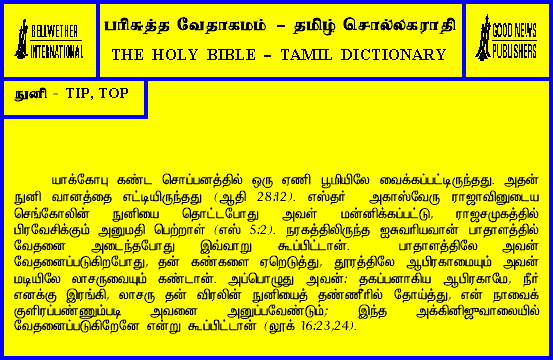 BELLWETHER
INTERNATIONAL
பரிசுத்த வேதாகமம் - தமிழ் சொல்லகராதி
THE HOLY BIBLE - TAMIL DICTIONARY
GOOD NEWS
PUBLISHERS
நுனி - TIP, TOP
யாக்கோபு கண்ட சொப்பனத்தில் ஒரு ஏணி பூமியிலே வைக்கப்பட்டிருந்தது. அதன்
நுனி வானத்தை எட்டியிருந்தது (ஆதி 28:12). எஸ்தர் அகாஸ்வேரு ராஜாவினுடைய
செங்கோலின் நுனியை தொட்டபோது அவள் மன்னிக்கப்பட்டு, ராஜசமுகத்தில்
பிரவேசிக்கும் அனுமதி பெற்றாள் (எஸ் 5:2). நரகத்திலிருந்த ஐசுவரியவான் பாதாளத்தில்
வேதனை அடைந்தபோது இவ்வாறு கூப்பிட்டான். பாதாளத்திலே அவன்
வேதனைப்படுகிறபோது, தன் கண்களை ஏறெடுத்து, தூரத்திலே ஆபிரகாமையும் அவன்
மடியிலே லாசருவையும் கண்டான். அப்பொழுது அவன்: தகப்பனாகிய ஆபிரகாமே, நீர்
எனக்கு இரங்கி, லாசரு தன் விரலின் நுனியைத் தண்ணீரில் தோய்த்து, என் நாவைக்
குளிரப்பண்ணும்படி அவனை அனுப்பவேண்டும்; இந்த அக்கினிஜுவாலையில்
வேதனைப்படுகிறேனே என்று கூப்பிட்டான் (லூக் 16:23,24).